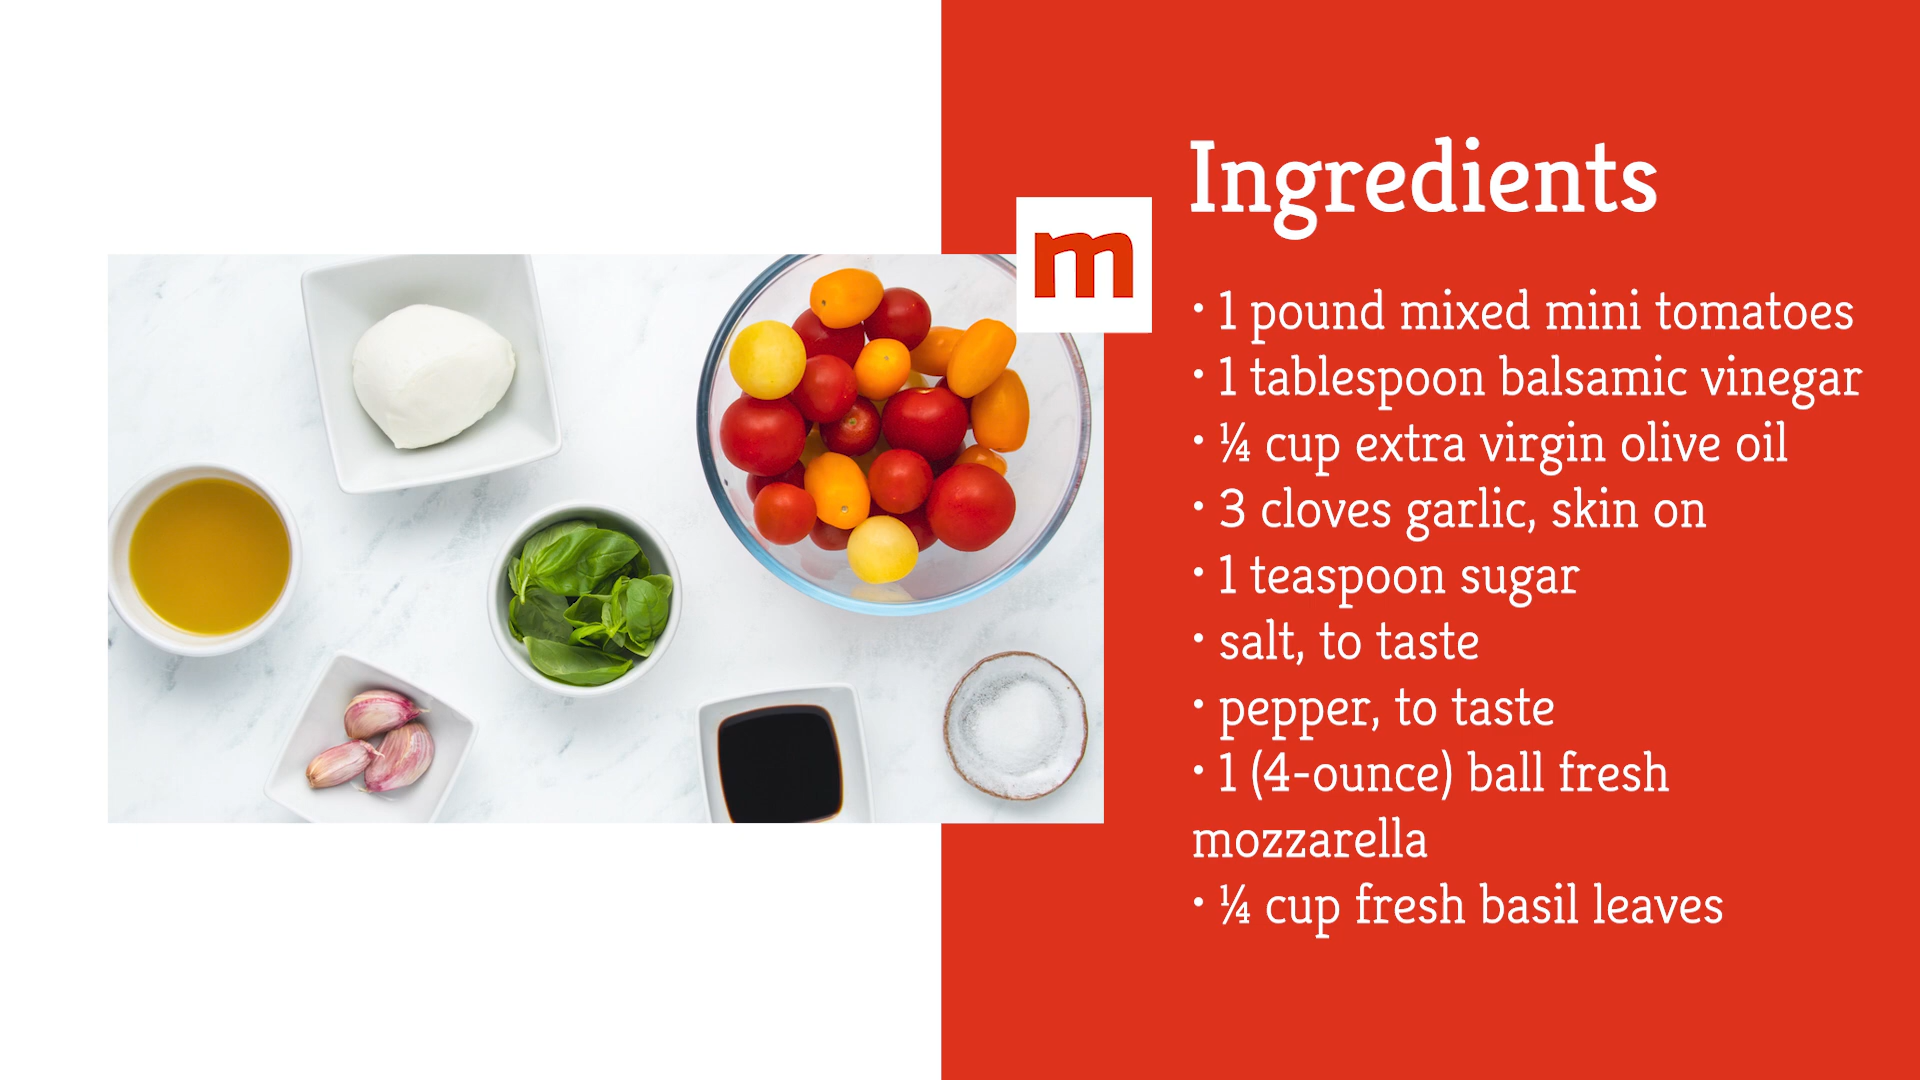 Ingredients
m
• 1 pound mixed mini tomatoes
• 1 tablespoon balsamic vinegar
• ¼ cup extra virgin olive oil
• 3 cloves garlic, skin on
• 1 teaspoon sugar
• salt, to taste
• pepper, to taste
• 1 (4-ounce) ball fresh
mozzarella
• ¼ cup fresh basil leaves